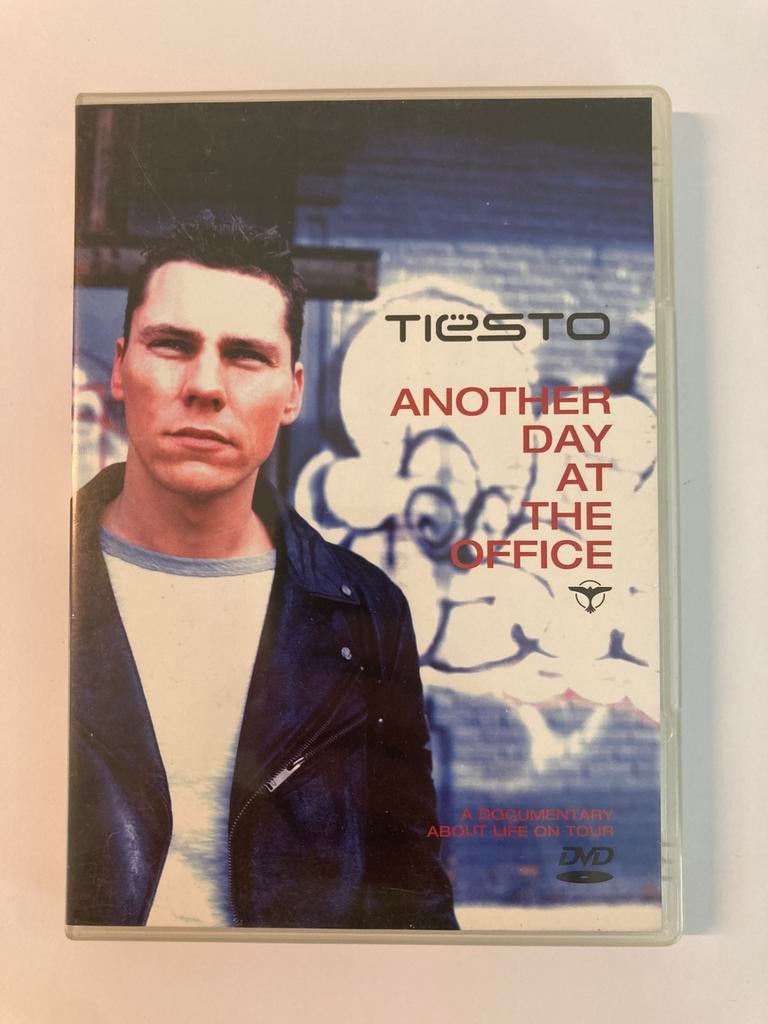 TIËSTO
ANOTHER
DAY
AT
THE
OFFICE
A DOCUMENTARY
ABOUT LIFE ON TOUR
DVD